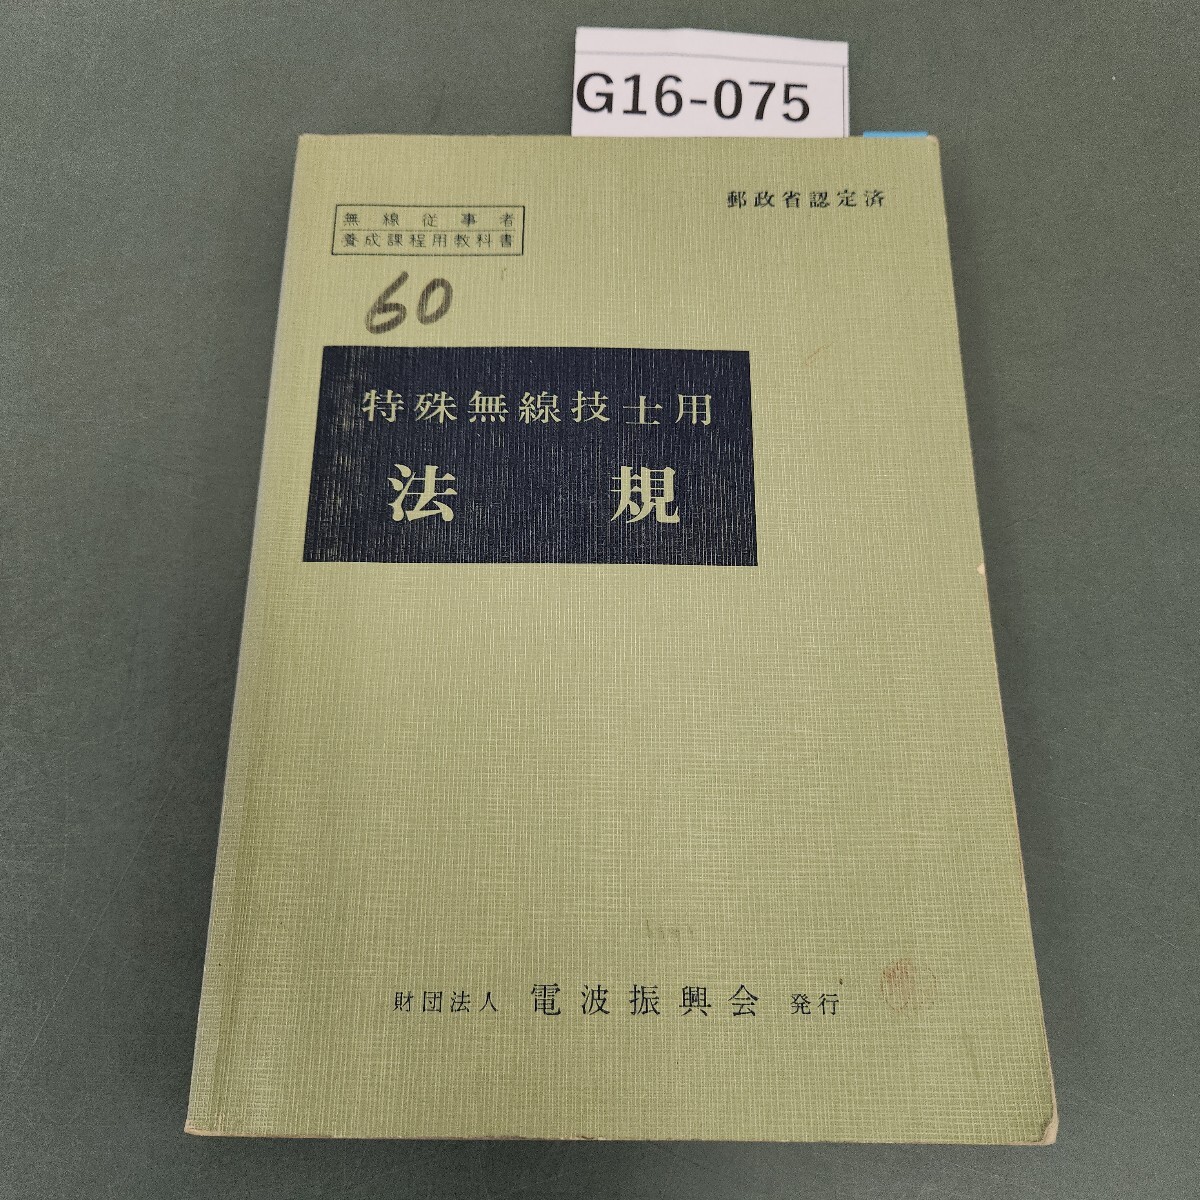 G16-075
郵政省認定済
無線従事者
養成課程用教科書
60
特殊無線技士用
法規
財団法人 電波振興会 発行